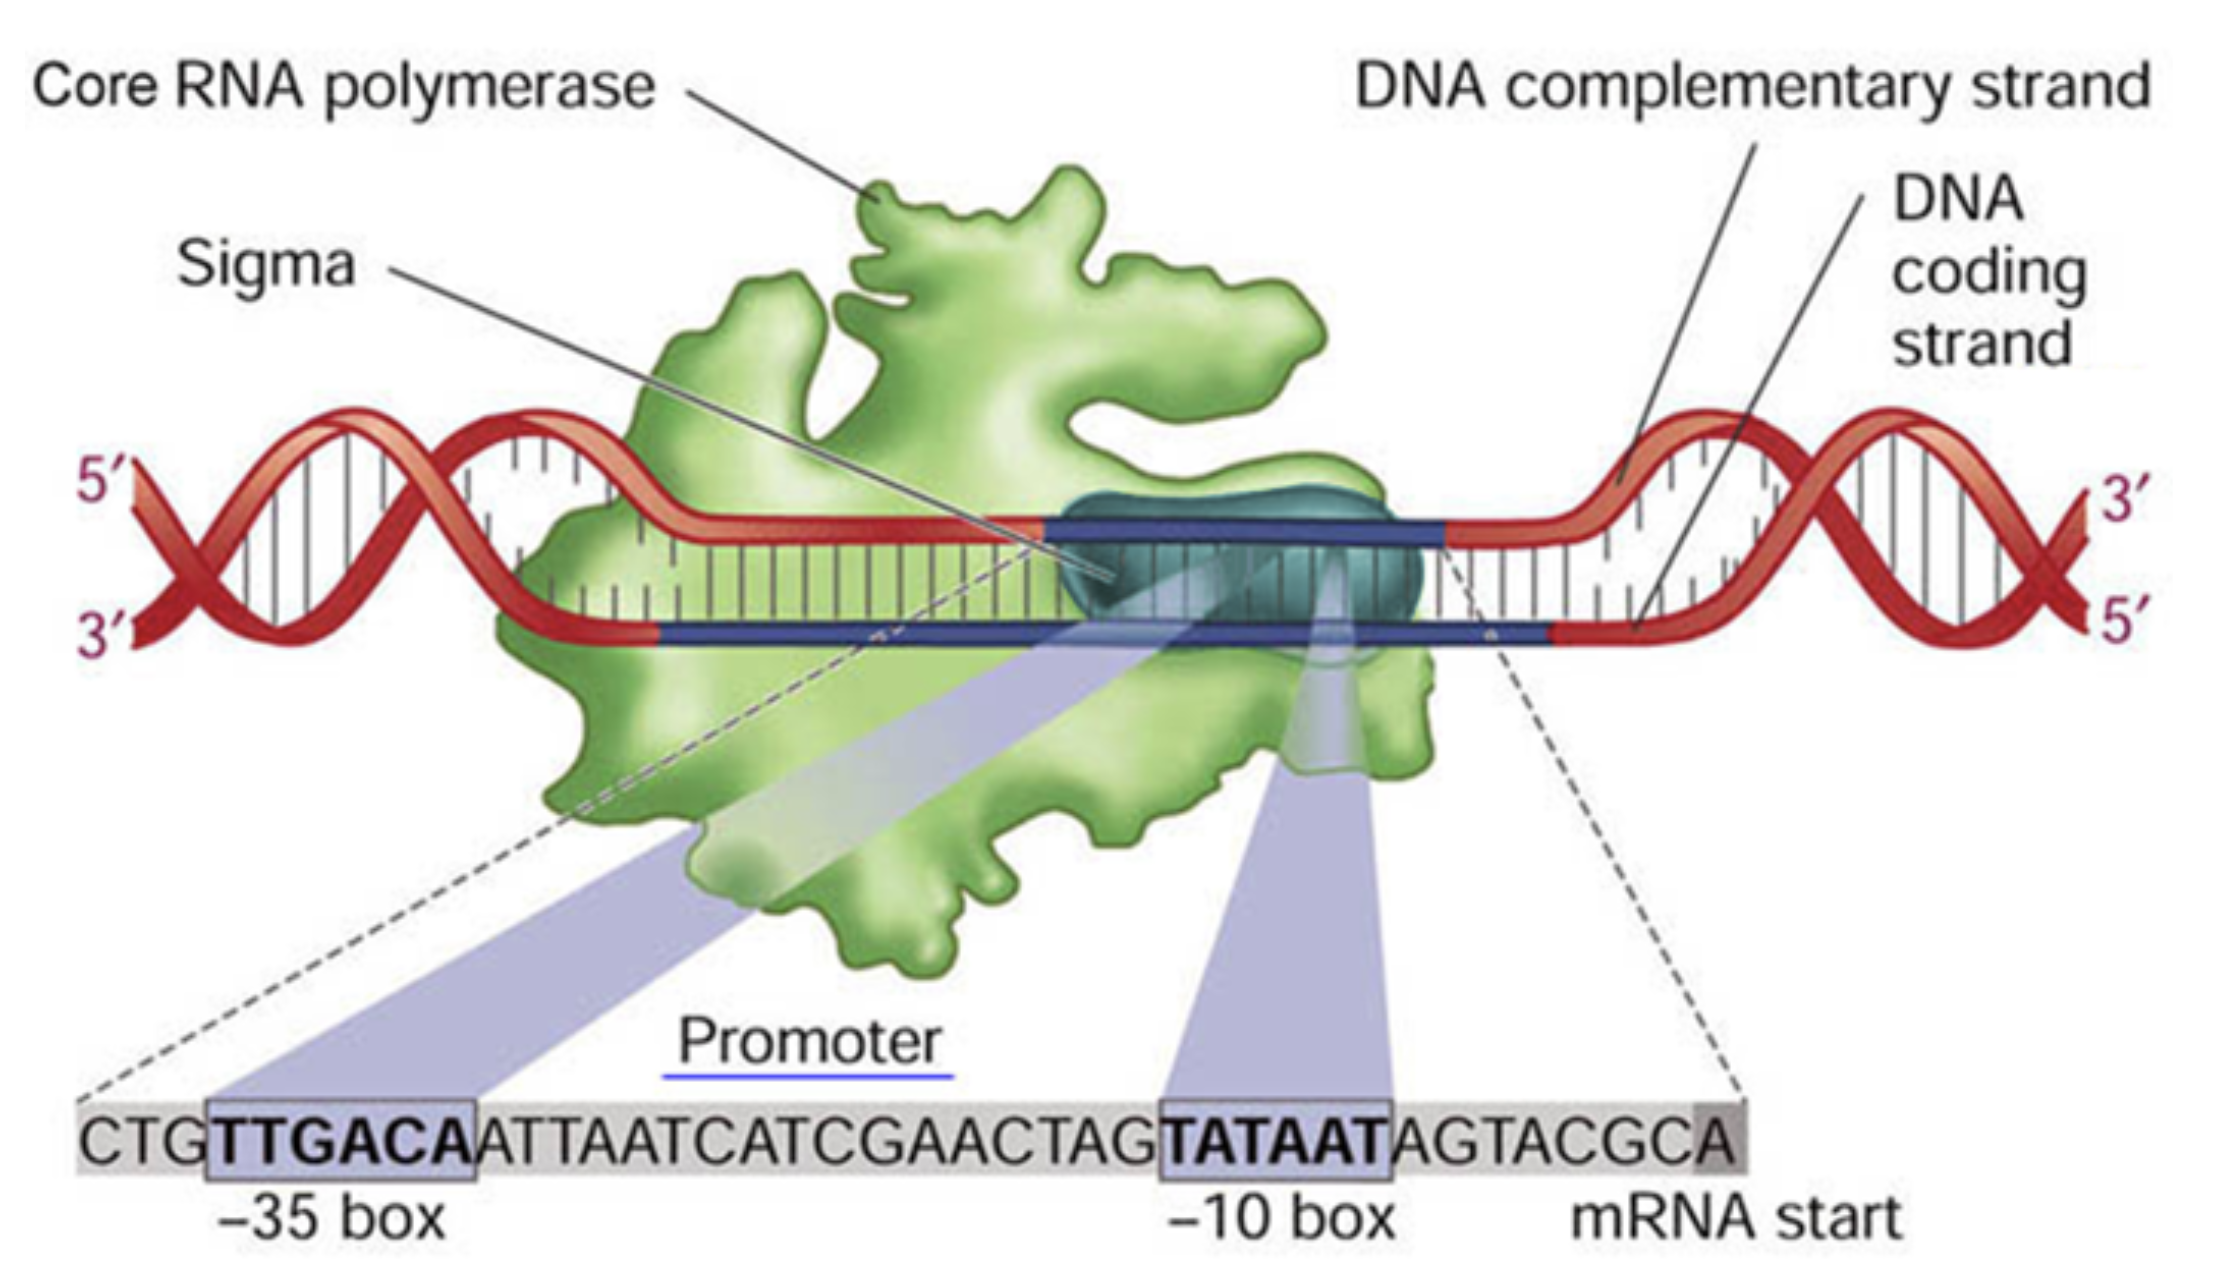 Core RNA polymerase
DNA complementary strand
Sigma
DNA
coding
strand
5′
3′
3′
5′
Promoter
CTGTTGACAATTAATCATCGAACTAGTATAATAGTACGCA
–35 box
–10 box
mRNA start